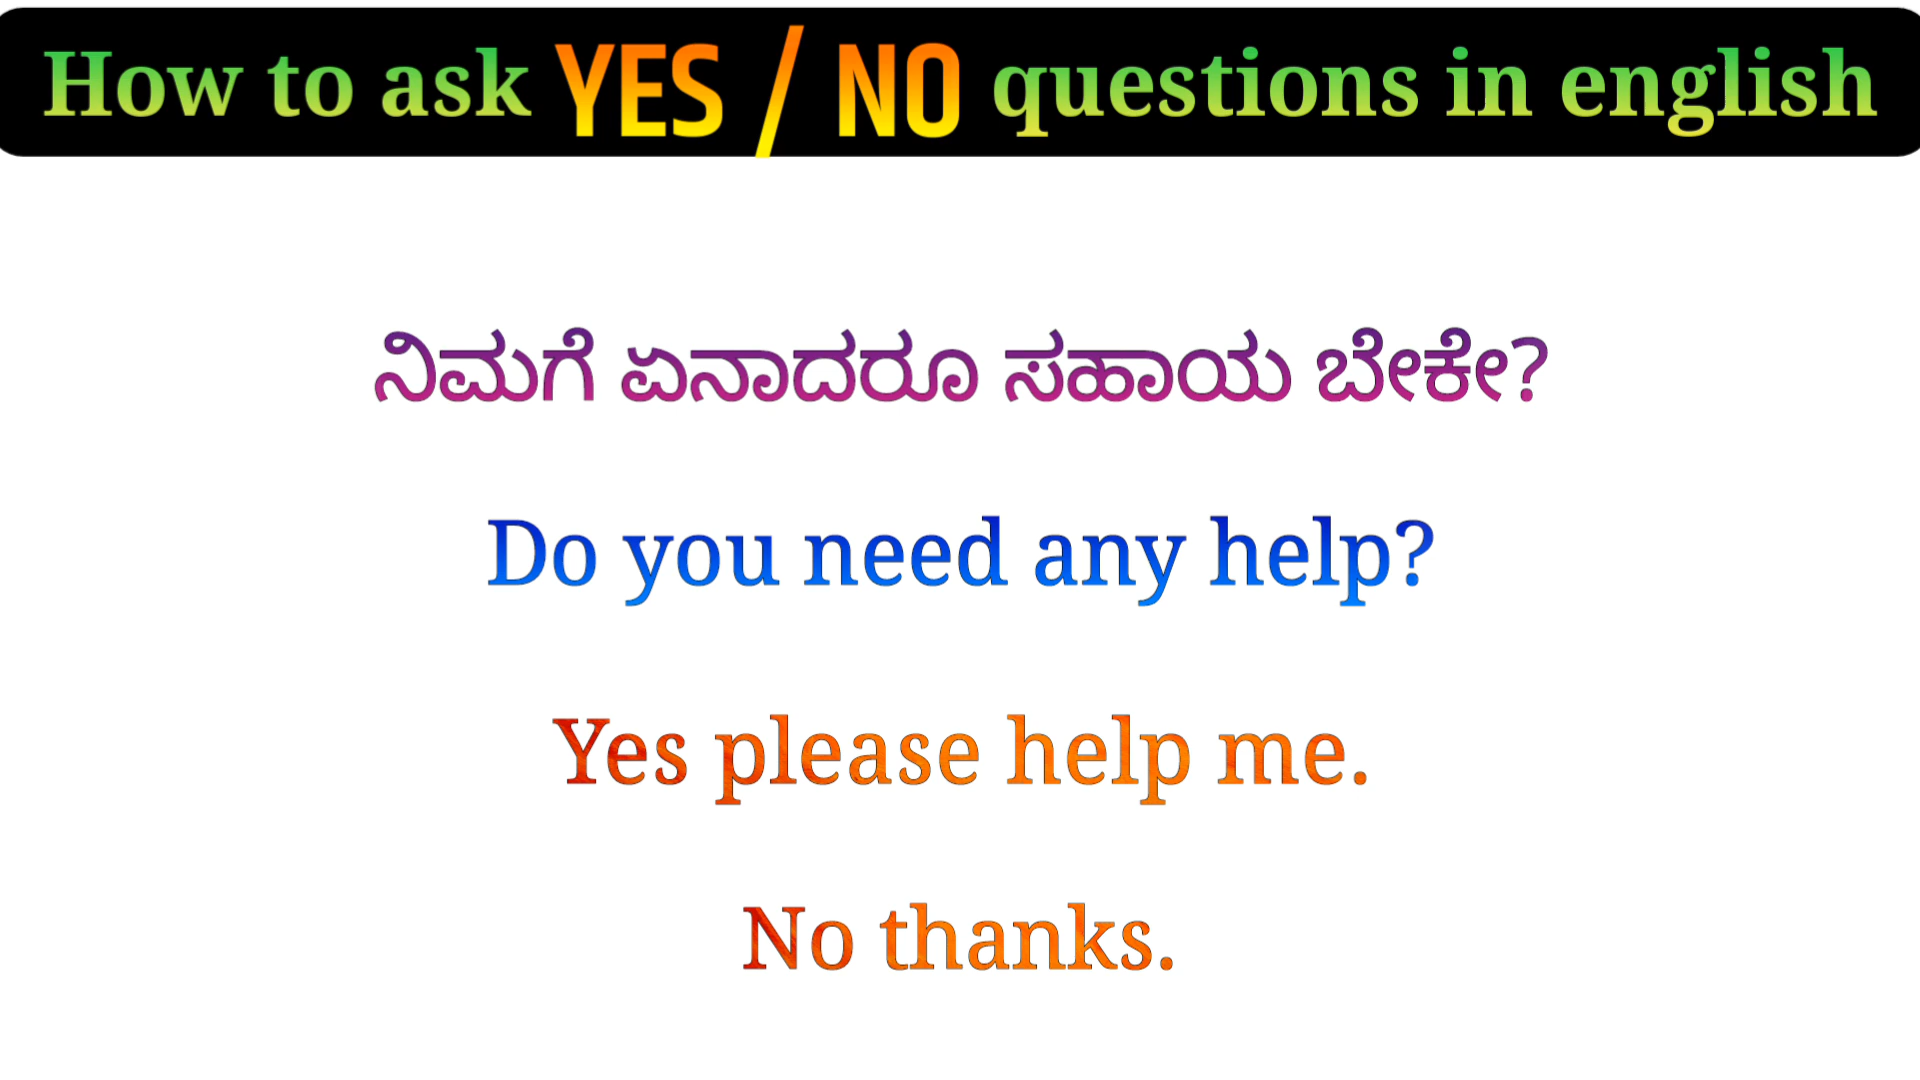 How to ask YES / NO questions in english
ನಿಮಗೆ ಏನಾದರೂ ಸಹಾಯ ಬೇಕೇ?
Do you need any help?
Yes please help me.
No thanks.